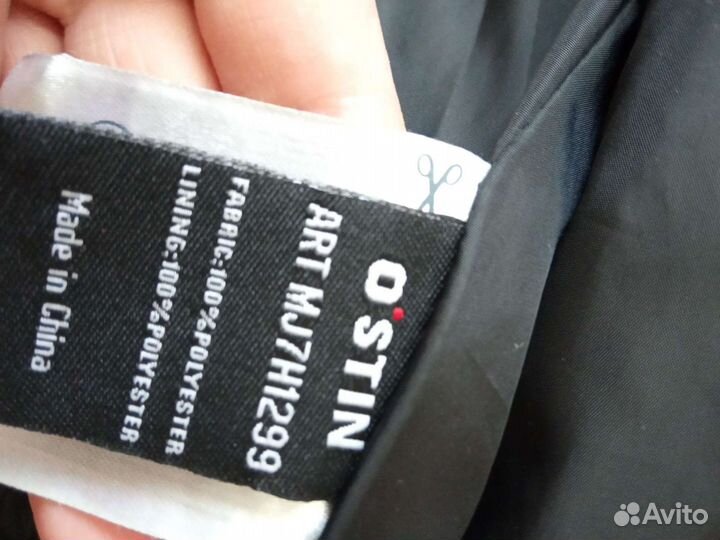 O'STIN
ART MJ7H1299
FABRIC:100%POLYESTER
LINING:100%POLYESTER
Made in China
Avito